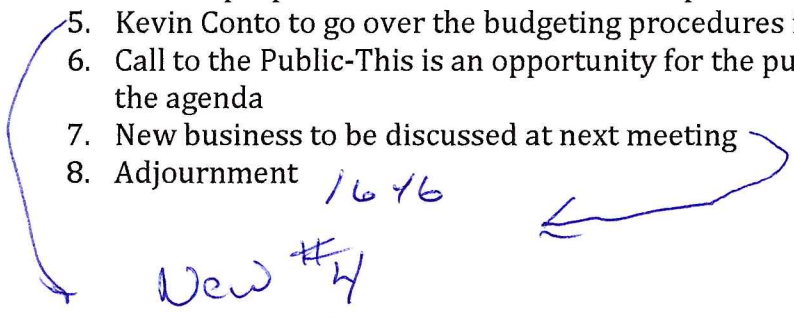 5. Kevin Conto to go over the budgeting procedures
6. Call to the Public-This is an opportunity for the pu
the agenda
7. New business to be discussed at next meeting
8. Adjournment 1646
New #4